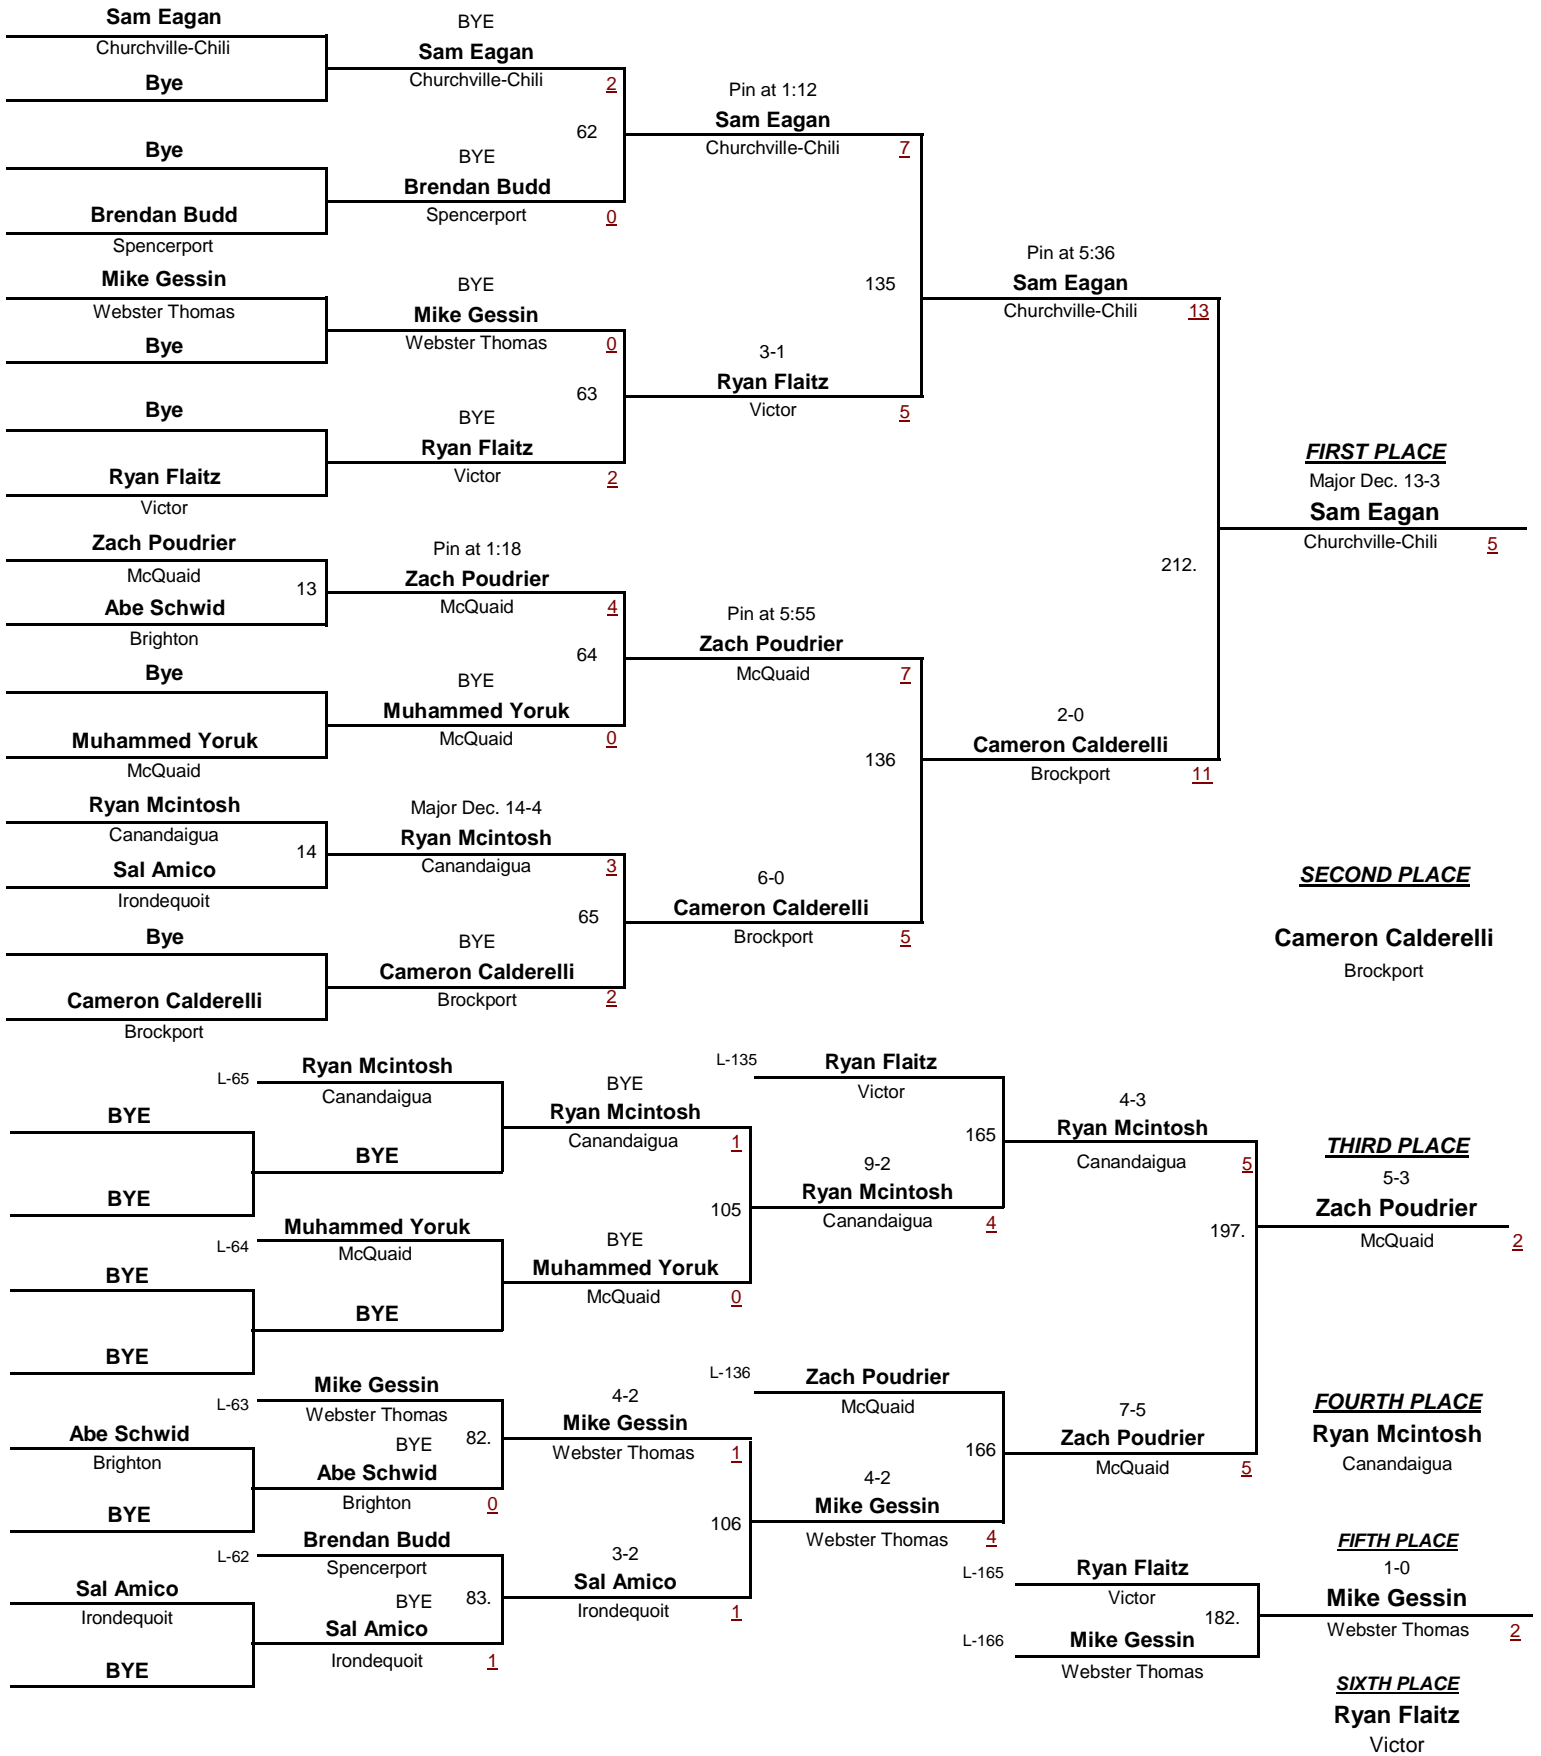 Sam Eagan
Churchville-Chili
Bye
Bye
Brendan Budd
Spencerport
Mike Gessin
Webster Thomas
Bye
Bye
Ryan Flaitz
Victor
Zach Poudrier
McQuaid
13
Abe Schwid
Brighton
Bye
Muhammed Yoruk
McQuaid
Ryan Mcintosh
Canandaigua
14
Sal Amico
Irondequoit
Bye
Cameron Calderelli
Brockport
BYE
Sam Eagan
Churchville-Chili
2
62
BYE
Brendan Budd
Spencerport
0
BYE
Mike Gessin
Webster Thomas
0
63
BYE
Ryan Flaitz
Victor
2
Pin at 1:18
Zach Poudrier
McQuaid
4
64
BYE
Muhammed Yoruk
McQuaid
0
Major Dec. 14-4
Ryan Mcintosh
Canandaigua
3
65
BYE
Cameron Calderelli
Brockport
2
Pin at 1:12
Sam Eagan
Churchville-Chili
7
135
3-1
Ryan Flaitz
Victor
5
Pin at 5:55
Zach Poudrier
McQuaid
7
136
6-0
Cameron Calderelli
Brockport
5
Pin at 5:36
Sam Eagan
Churchville-Chili
13
212.
2-0
Cameron Calderelli
Brockport
11
FIRST PLACE
Major Dec. 13-3
Sam Eagan
Churchville-Chili
5
SECOND PLACE
Cameron Calderelli
Brockport
BYE
BYE
BYE
BYE
Abe Schwid
Brighton
BYE
Sal Amico
Irondequoit
BYE
L-65
Ryan Mcintosh
Canandaigua
BYE
L-64
Muhammed Yoruk
McQuaid
BYE
L-63
Mike Gessin
Webster Thomas
82.
BYE
Abe Schwid
Brighton
0
L-62
Brendan Budd
Spencerport
83.
BYE
Sal Amico
Irondequoit
1
BYE
Ryan Mcintosh
Canandaigua
1
105
BYE
Muhammed Yoruk
McQuaid
0
4-2
Mike Gessin
Webster Thomas
1
106
3-2
Sal Amico
Irondequoit
1
L-135
Ryan Flaitz
Victor
165
9-2
Ryan Mcintosh
Canandaigua
4
L-136
Zach Poudrier
McQuaid
166
4-2
Mike Gessin
Webster Thomas
4
4-3
Ryan Mcintosh
Canandaigua
5
197.
7-5
Zach Poudrier
McQuaid
5
L-165
Ryan Flaitz
Victor
182.
L-166
Mike Gessin
Webster Thomas
THIRD PLACE
5-3
Zach Poudrier
McQuaid
2
FOURTH PLACE
Ryan Mcintosh
Canandaigua
FIFTH PLACE
1-0
Mike Gessin
Webster Thomas
2
SIXTH PLACE
Ryan Flaitz
Victor